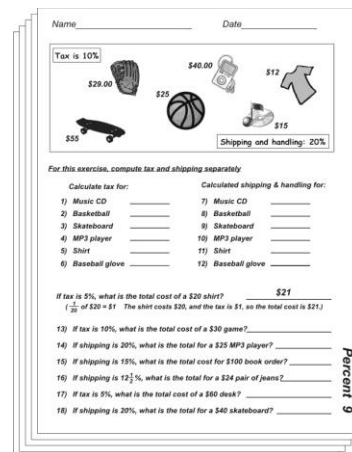 Name Date
Tax is 10%
$40.00
$12
$29.00
$25
$15
$55
Shipping and handling: 20%
For this exercise, compute tax and shipping separately
Calculate tax for:
Calculated shipping & handling for:
1) Music CD
2) Basketball
3) Skateboard
4) MP3 player
5) Shirt
6) Baseball glove
7) Music CD
8) Basketball
9) Skateboard
10) MP3 player
11) Shirt
12) Baseball glove
If tax is 5%, what is the total cost of a $20 shirt? $21
( 1/20 of $20 = $1 The shirt costs $20, and the tax is $1, so the total cost is $21.)
13) If tax is 10%, what is the total cost of a $30 game?
14) If shipping is 20%, what is the total for a $25 MP3 player?
15) If shipping is 15%, what is the total cost for $100 book order?
16) If shipping is 12 1/2 %, what is the total for a $24 pair of jeans?
17) If tax is 5%, what is the total cost of a $60 desk?
18) If shipping is 20%, what is the total for a $40 skateboard?
Percent 9